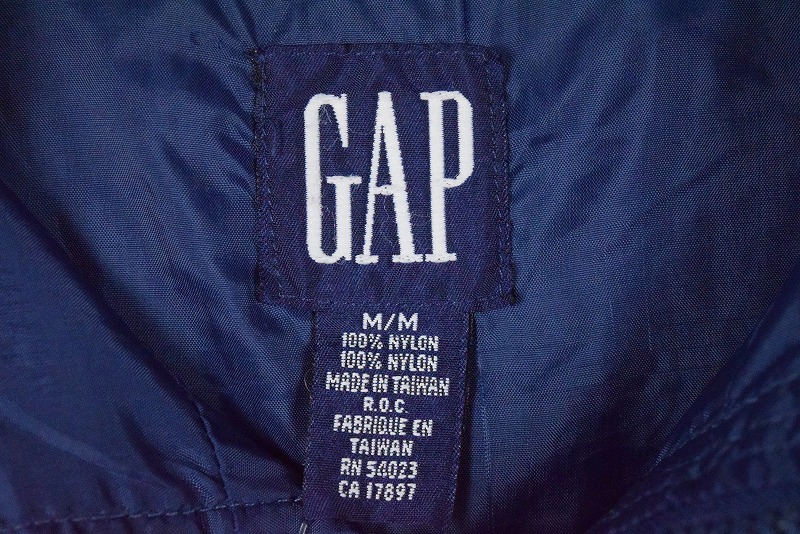 GAP
M/M
100% NYLON
100% NYLON
MADE IN TAIWAN
R.O.C.
FABRIQUE EN
TAIWAN
RN 54023
CA 17897